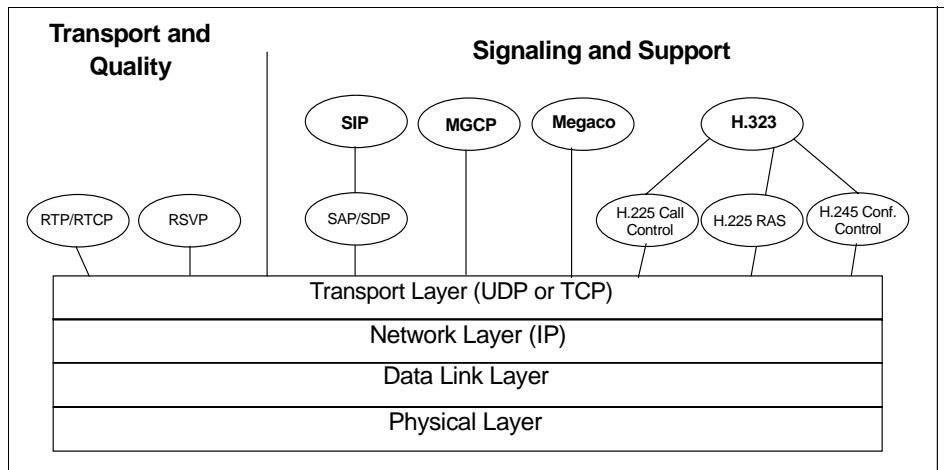 Transport and
Quality
Signaling and Support
SIP
MGCP
Megaco
H.323
RTP/RTCP
RSVP
SAP/SDP
H.225 Call
Control
H.225 RAS
H.245 Conf.
Control
Transport Layer (UDP or TCP)
Network Layer (IP)
Data Link Layer
Physical Layer